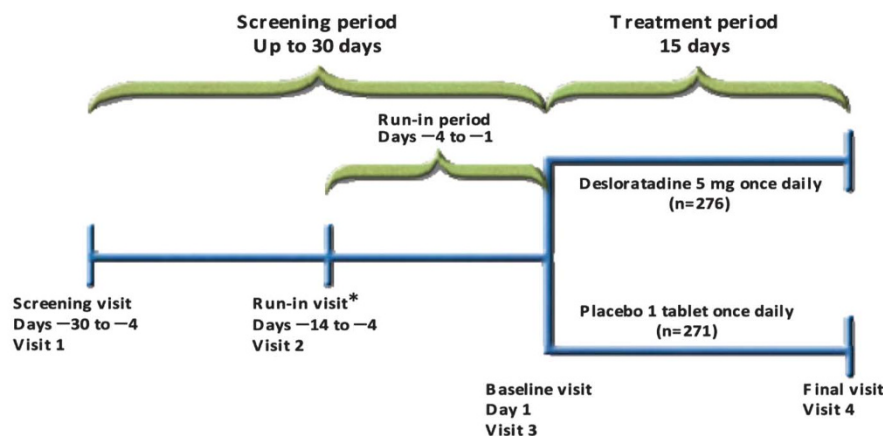 Screening period
Up to 30 days
Treatment period
15 days
Run-in period
Days −4 to −1
Desloratadine 5 mg once daily
(n=276)
Screening visit
Days −30 to −4
Visit 1
Run-in visit*
Days −14 to −4
Visit 2
Placebo 1 tablet once daily
(n=271)
Baseline visit
Day 1
Visit 3
Final visit
Visit 4